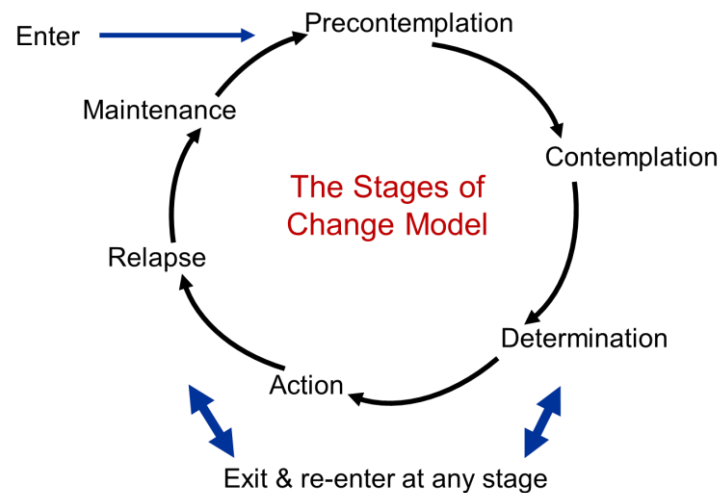 Enter
Precontemplation
Maintenance
Contemplation
The Stages of
Change Model
Relapse
Determination
Action
Exit & re-enter at any stage